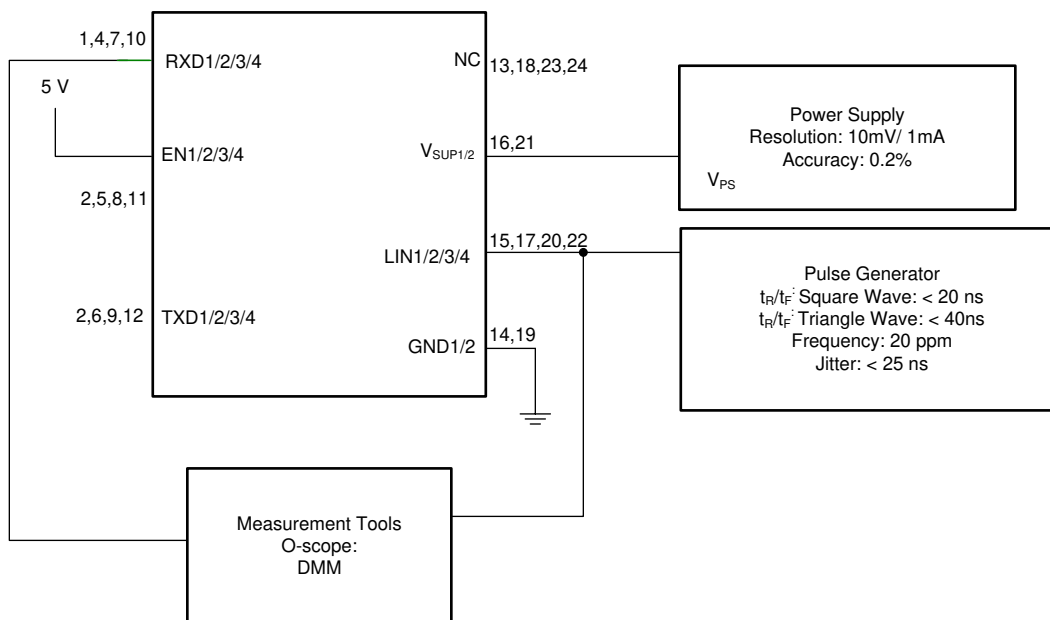 1,4,7,10
RXD1/2/3/4
5 V
EN1/2/3/4
2,5,8,11
2,6,9,12
TXD1/2/3/4
NC
13,18,23,24
VSUP1/2
16,21
LIN1/2/3/4
15,17,20,22
GND1/2
14,19
Power Supply
Resolution: 10mV/ 1mA
Accuracy: 0.2%
VPS
Pulse Generator
tR/tF: Square Wave: < 20 ns
tR/tF: Triangle Wave: < 40ns
Frequency: 20 ppm
Jitter: < 25 ns
Measurement Tools
O-scope:
DMM